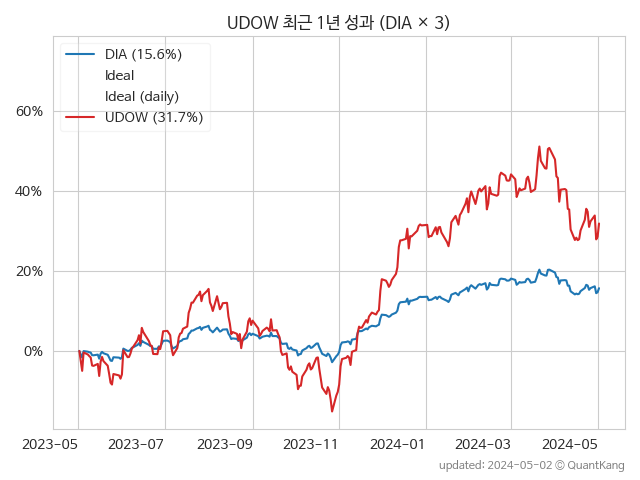 UDOW 최근 1년 성과 (DIA × 3)
DIA (15.6%)
Ideal
Ideal (daily)
UDOW (31.7%)
60%
40%
20%
0%
2023-05 2023-07 2023-09 2023-11 2024-01 2024-03 2024-05
updated: 2024-05-02 © QuantKang